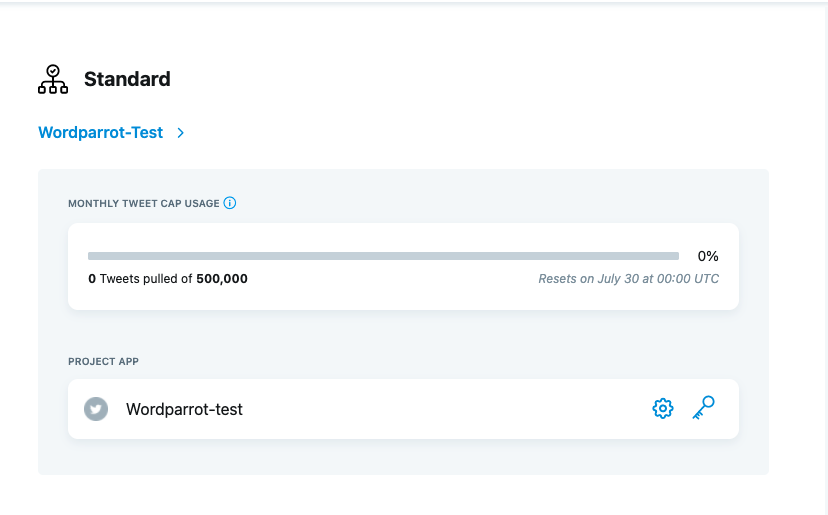 Standard
Wordparrot-Test
MONTHLY TWEET CAP USAGE
0%
0 Tweets pulled of 500,000
Resets on July 30 at 00:00 UTC
PROJECT APP
Wordparrot-test